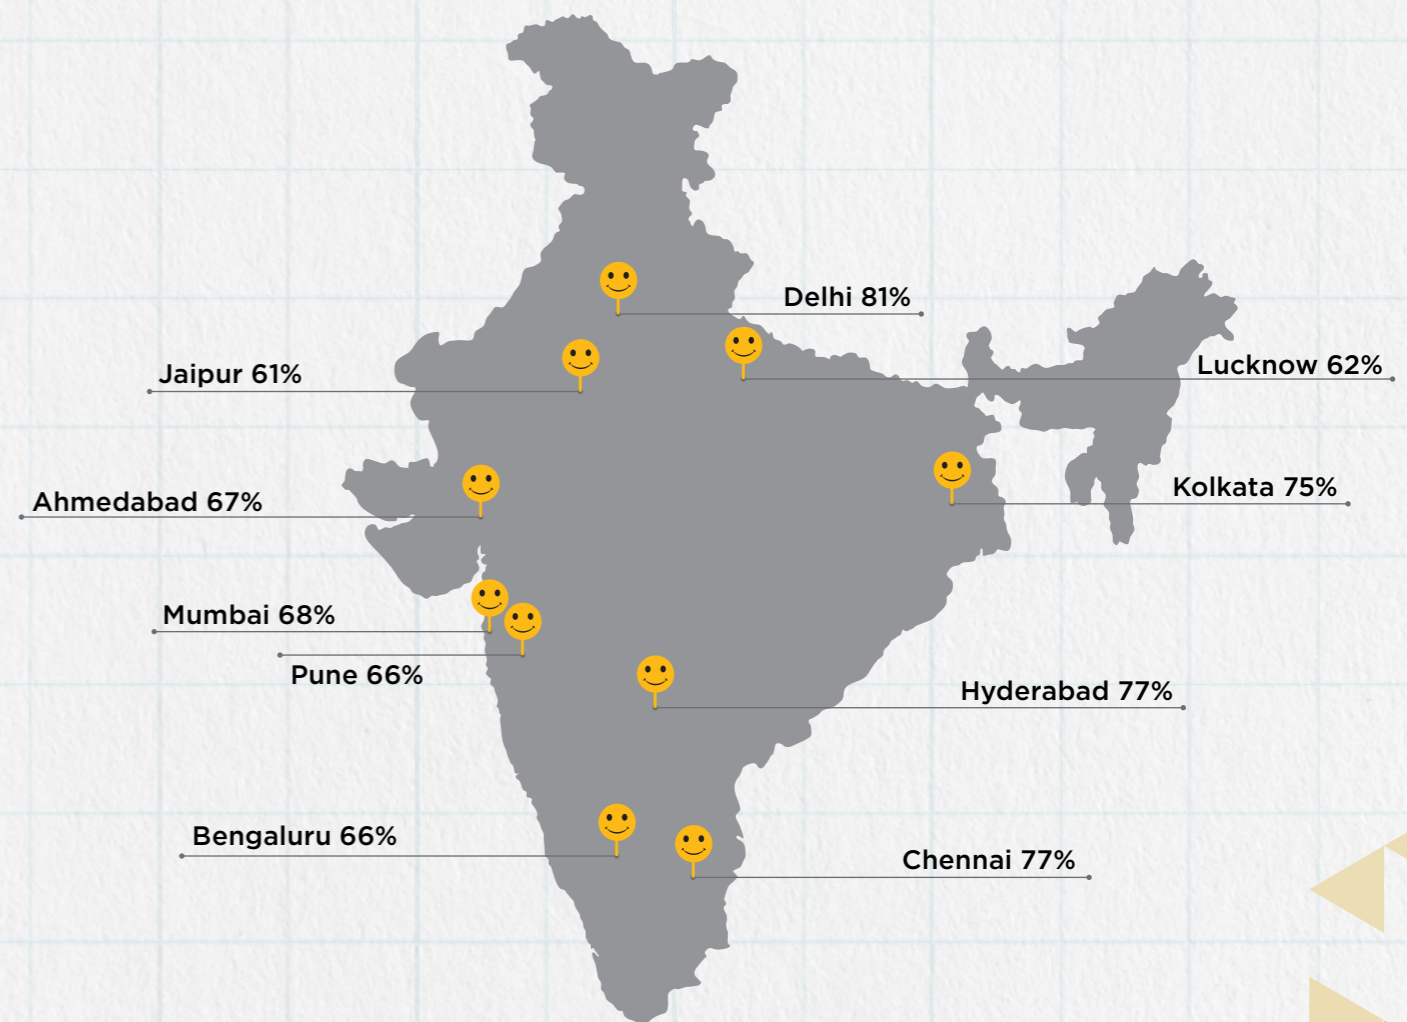 Delhi 81%
Lucknow 62%
Jaipur 61%
Kolkata 75%
Ahmedabad 67%
Mumbai 68%
Pune 66%
Hyderabad 77%
Bengaluru 66%
Chennai 77%